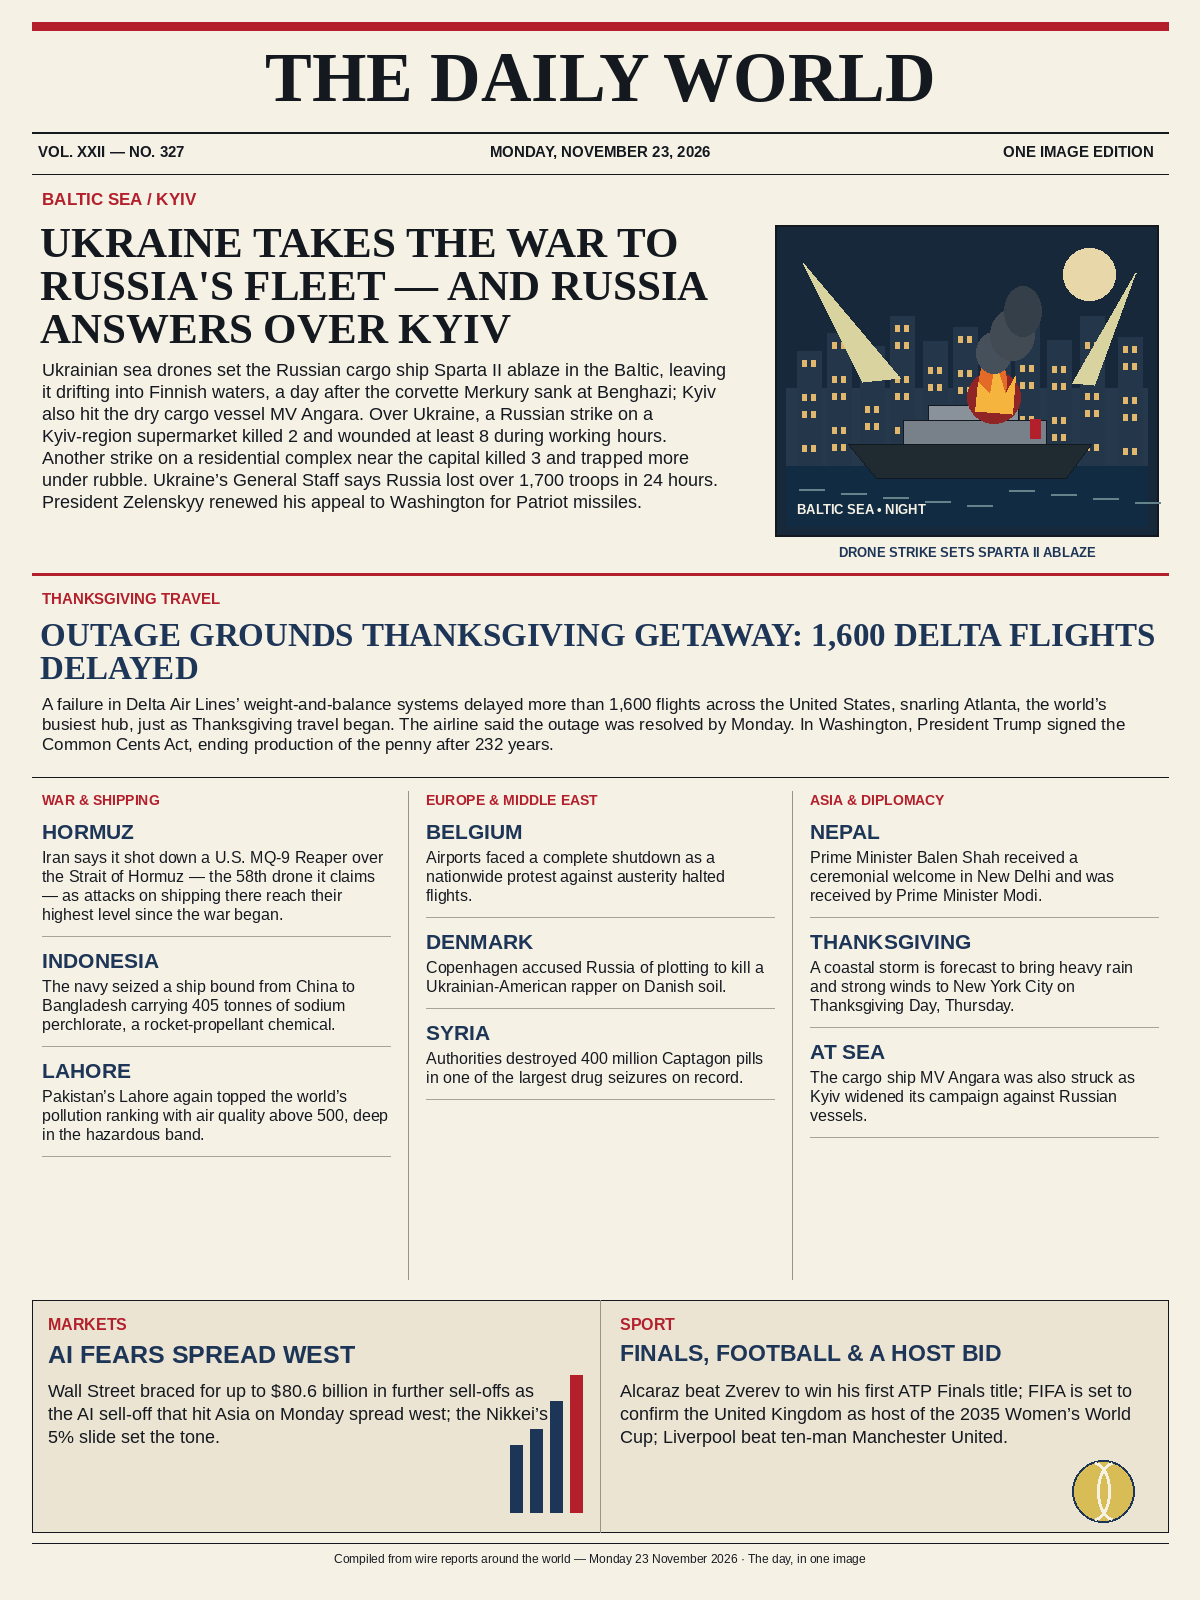 THE DAILY WORLD
VOL. XXII — NO. 327
MONDAY, NOVEMBER 23, 2026
ONE IMAGE EDITION
BALTIC SEA / KYIV
UKRAINE TAKES THE WAR TO
RUSSIA'S FLEET — AND RUSSIA
ANSWERS OVER KYIV
Ukrainian sea drones set the Russian cargo ship Sparta II ablaze in the Baltic, leaving
it drifting into Finnish waters, a day after the corvette Merkury sank at Benghazi; Kyiv
also hit the dry cargo vessel MV Angara. Over Ukraine, a Russian strike on a
Kyiv-region supermarket killed 2 and wounded at least 8 during working hours.
Another strike on a residential complex near the capital killed 3 and trapped more
under rubble. Ukraine’s General Staff says Russia lost over 1,700 troops in 24 hours.
President Zelenskyy renewed his appeal to Washington for Patriot missiles.
BALTIC SEA • NIGHT
DRONE STRIKE SETS SPARTA II ABLAZE
THANKSGIVING TRAVEL
OUTAGE GROUNDS THANKSGIVING GETAWAY: 1,600 DELTA FLIGHTS
DELAYED
A failure in Delta Air Lines’ weight-and-balance systems delayed more than 1,600 flights across the United States, snarling Atlanta, the world’s
busiest hub, just as Thanksgiving travel began. The airline said the outage was resolved by Monday. In Washington, President Trump signed the
Common Cents Act, ending production of the penny after 232 years.
WAR & SHIPPING
HORMUZ
Iran says it shot down a U.S. MQ-9 Reaper over
the Strait of Hormuz — the 58th drone it claims
— as attacks on shipping there reach their
highest level since the war began.
INDONESIA
The navy seized a ship bound from China to
Bangladesh carrying 405 tonnes of sodium
perchlorate, a rocket-propellant chemical.
LAHORE
Pakistan’s Lahore again topped the world’s
pollution ranking with air quality above 500, deep
in the hazardous band.
EUROPE & MIDDLE EAST
BELGIUM
Airports faced a complete shutdown as a
nationwide protest against austerity halted
flights.
DENMARK
Copenhagen accused Russia of plotting to kill a
Ukrainian-American rapper on Danish soil.
SYRIA
Authorities destroyed 400 million Captagon pills
in one of the largest drug seizures on record.
ASIA & DIPLOMACY
NEPAL
Prime Minister Balen Shah received a
ceremonial welcome in New Delhi and was
received by Prime Minister Modi.
THANKSGIVING
A coastal storm is forecast to bring heavy rain
and strong winds to New York City on
Thanksgiving Day, Thursday.
AT SEA
The cargo ship MV Angara was also struck as
Kyiv widened its campaign against Russian
vessels.
MARKETS
AI FEARS SPREAD WEST
Wall Street braced for up to $80.6 billion in further sell-offs as
the AI sell-off that hit Asia on Monday spread west; the Nikkei’s
5% slide set the tone.
SPORT
FINALS, FOOTBALL & A HOST BID
Alcaraz beat Zverev to win his first ATP Finals title; FIFA is set to
confirm the United Kingdom as host of the 2035 Women’s World
Cup; Liverpool beat ten-man Manchester United.
Compiled from wire reports around the world — Monday 23 November 2026 · The day, in one image